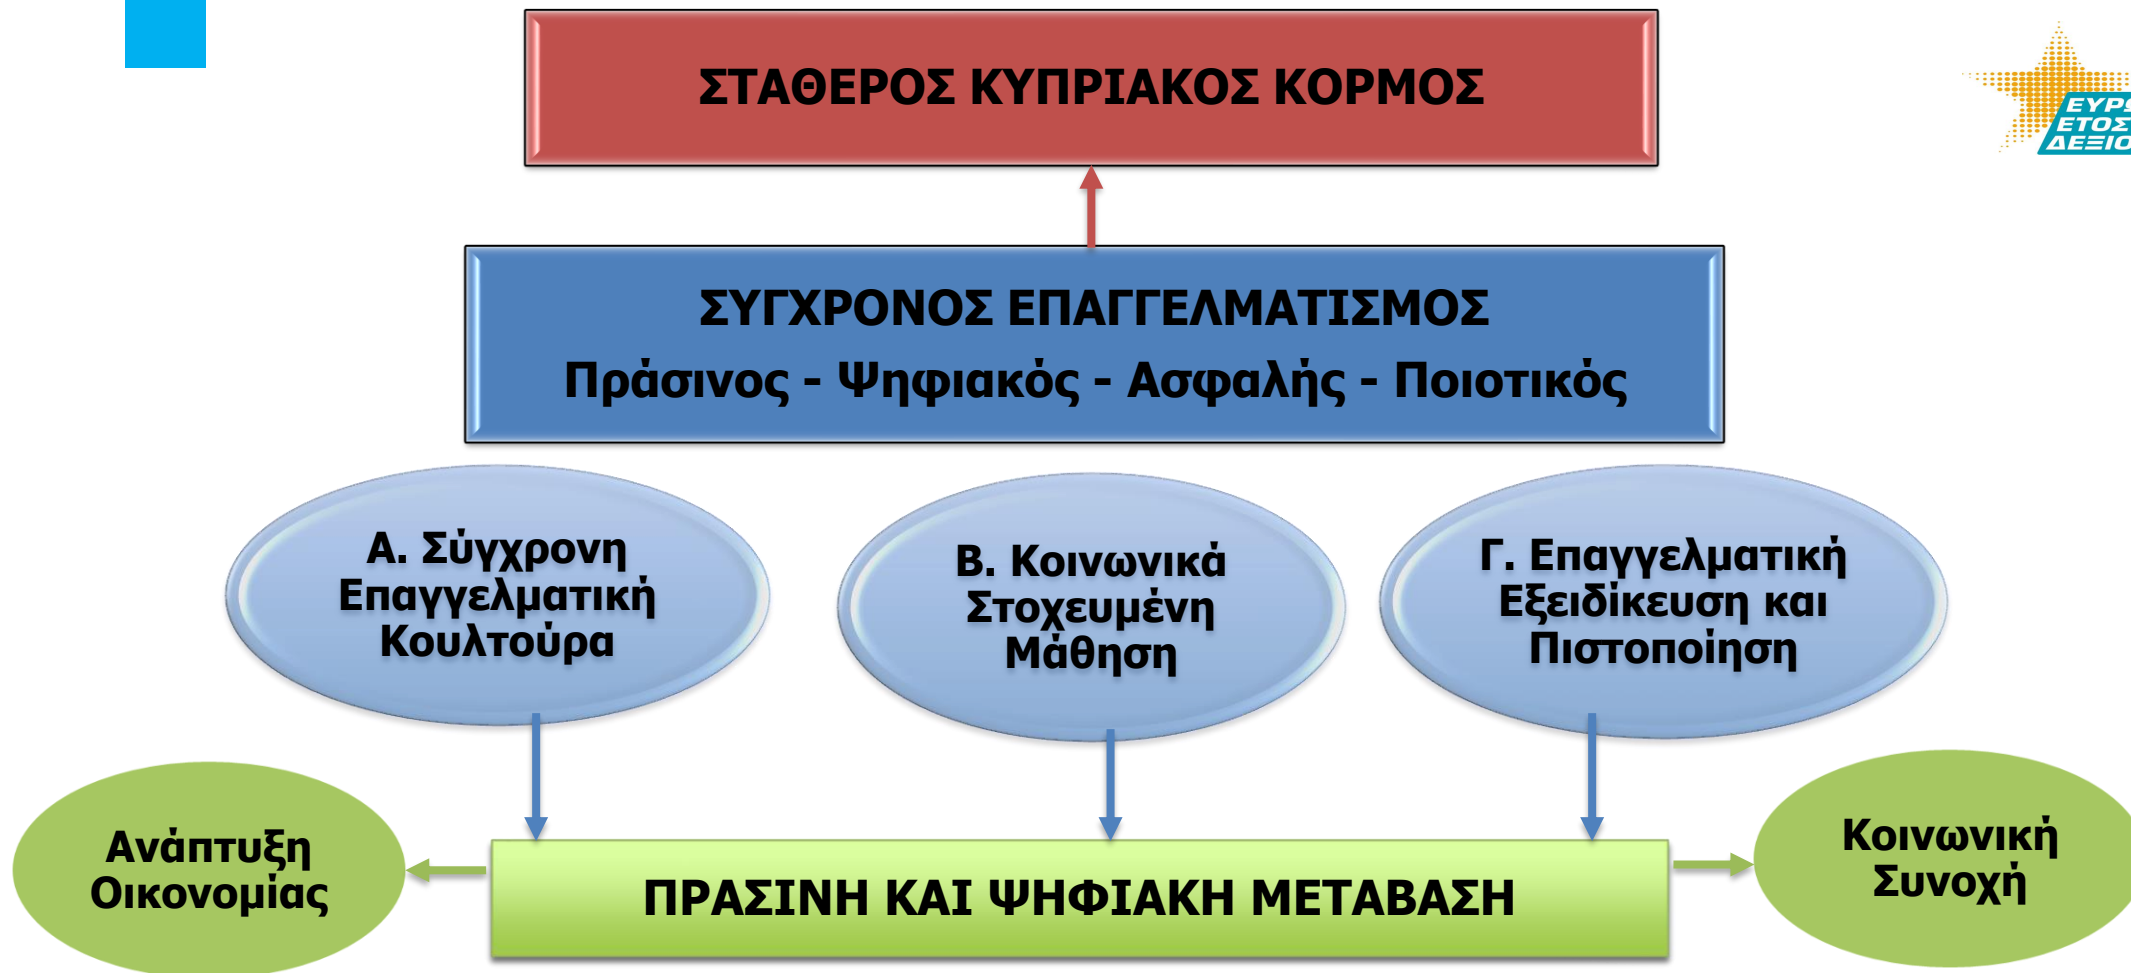 ΣΤΑΘΕΡΟΣ ΚΥΠΡΙΑΚΟΣ ΚΟΡΜΟΣ
ΕΤΟΣ
ΣΥΓΧΡΟΝΟΣ ΕΠΑΓΓΕΛΜΑΤΙΣΜΟΣ
Πράσινος - Ψηφιακός - Ασφαλής - Ποιοτικός
Α. Σύγχρονη
Επαγγελματική
Κουλτούρα
Β. Κοινωνικά
Στοχευμένη
Μάθηση
Γ. Επαγγελματική
Εξειδίκευση και
Πιστοποίηση
Ανάπτυξη
Οικονομίας
ΠΡΑΣΙΝΗ ΚΑΙ ΨΗΦΙΑΚΗ ΜΕΤΑΒΑΣΗ
Κοινωνική
Συνοχή